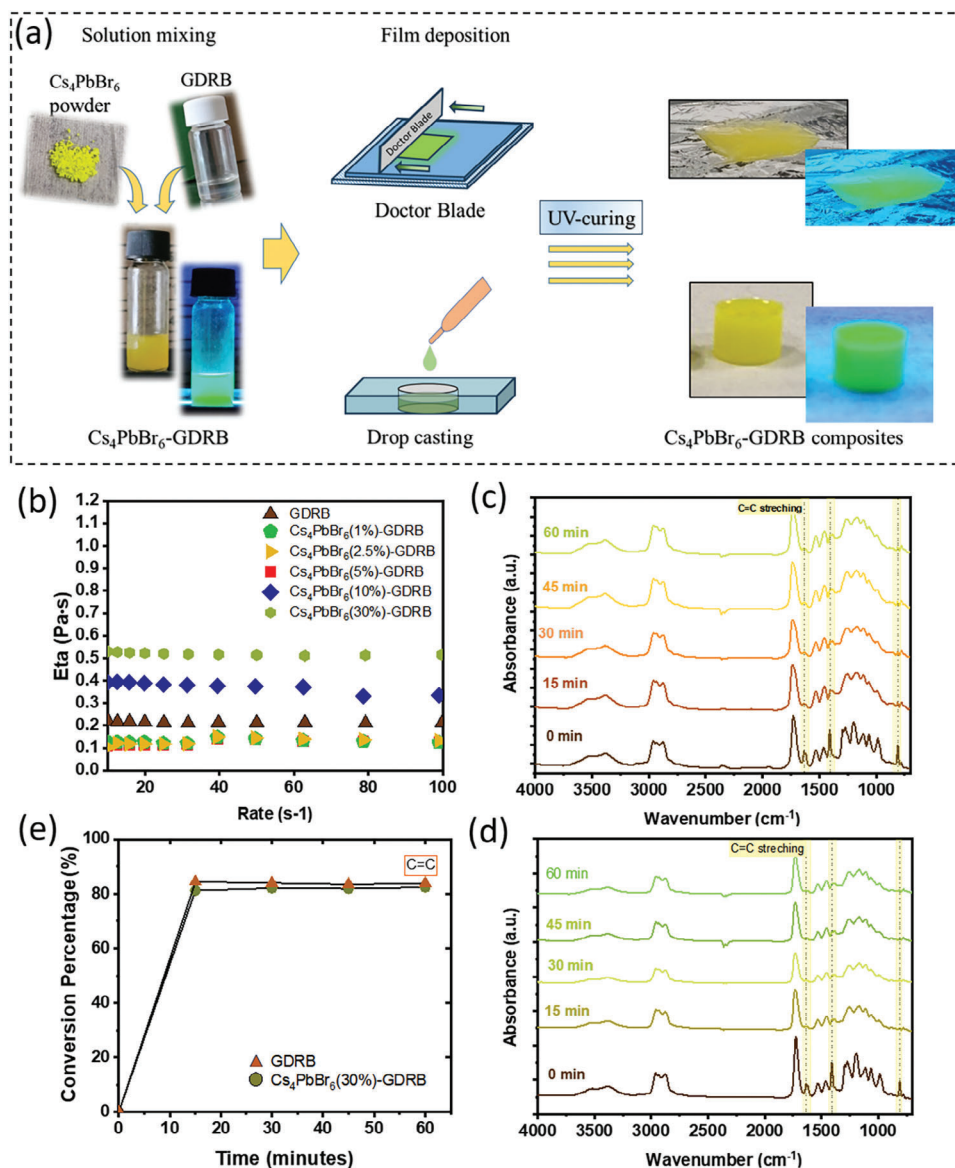 (a)
Solution mixing
Film deposition
Cs₄PbBr₆
powder
GDRB
Doctor Blade
Doctor Blade
UV-curing
Cs₄PbBr₆-GDRB
Drop casting
Cs₄PbBr₆-GDRB composites
(b)
1.2
1.1
1.0
0.9
0.8
0.7
0.6
0.5
0.4
0.3
0.2
0.1
0.0
Eta (Pa·s)
GDRB
Cs₄PbBr₆(1%)-GDRB
Cs₄PbBr₆(2.5%)-GDRB
Cs₄PbBr₆(5%)-GDRB
Cs₄PbBr₆(10%)-GDRB
Cs₄PbBr₆(30%)-GDRB
20 40 60 80 100
Rate (s-1)
(c)
C=C streching
60 min
45 min
30 min
15 min
0 min
Absorbance (a.u.)
4000 3500 3000 2500 2000 1500 1000
Wavenumber (cm⁻¹)
(e)
100
80
60
40
20
0
Conversion Percentage (%)
C=C
GDRB
Cs₄PbBr₆(30%)-GDRB
0 10 20 30 40 50 60
Time (minutes)
(d)
C=C streching
60 min
45 min
30 min
15 min
0 min
Absorbance (a.u.)
4000 3500 3000 2500 2000 1500 1000
Wavenumber (cm⁻¹)